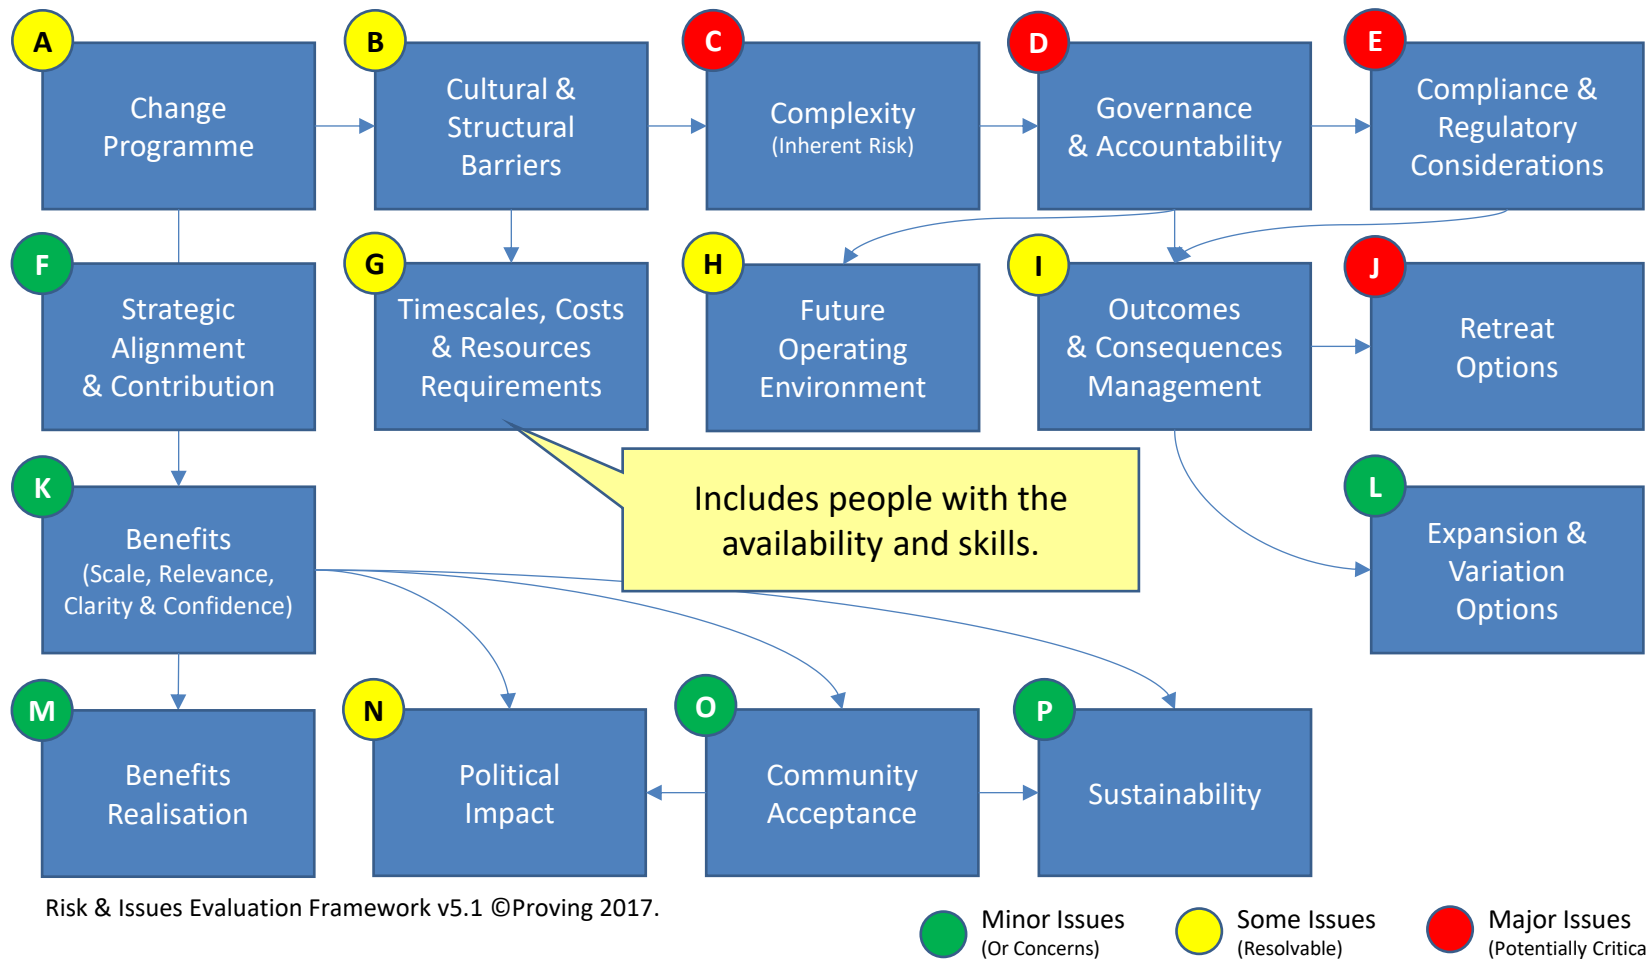 A
Change
Programme
B
Cultural &
Structural
Barriers
C
Complexity
(Inherent Risk)
D
Governance
& Accountability
E
Compliance &
Regulatory
Considerations
F
Strategic
Alignment
& Contribution
G
Timescales, Costs
& Resources
Requirements
H
Future
Operating
Environment
I
Outcomes
& Consequences
Management
J
Retreat
Options
Includes people with the
availability and skills.
K
Benefits
(Scale, Relevance,
Clarity & Confidence)
L
Expansion &
Variation
Options
M
Benefits
Realisation
N
Political
Impact
O
Community
Acceptance
P
Sustainability
Risk & Issues Evaluation Framework v5.1 ©Proving 2017.
Minor Issues
(Or Concerns)
Some Issues
(Resolvable)
Major Issues
(Potentially Critica